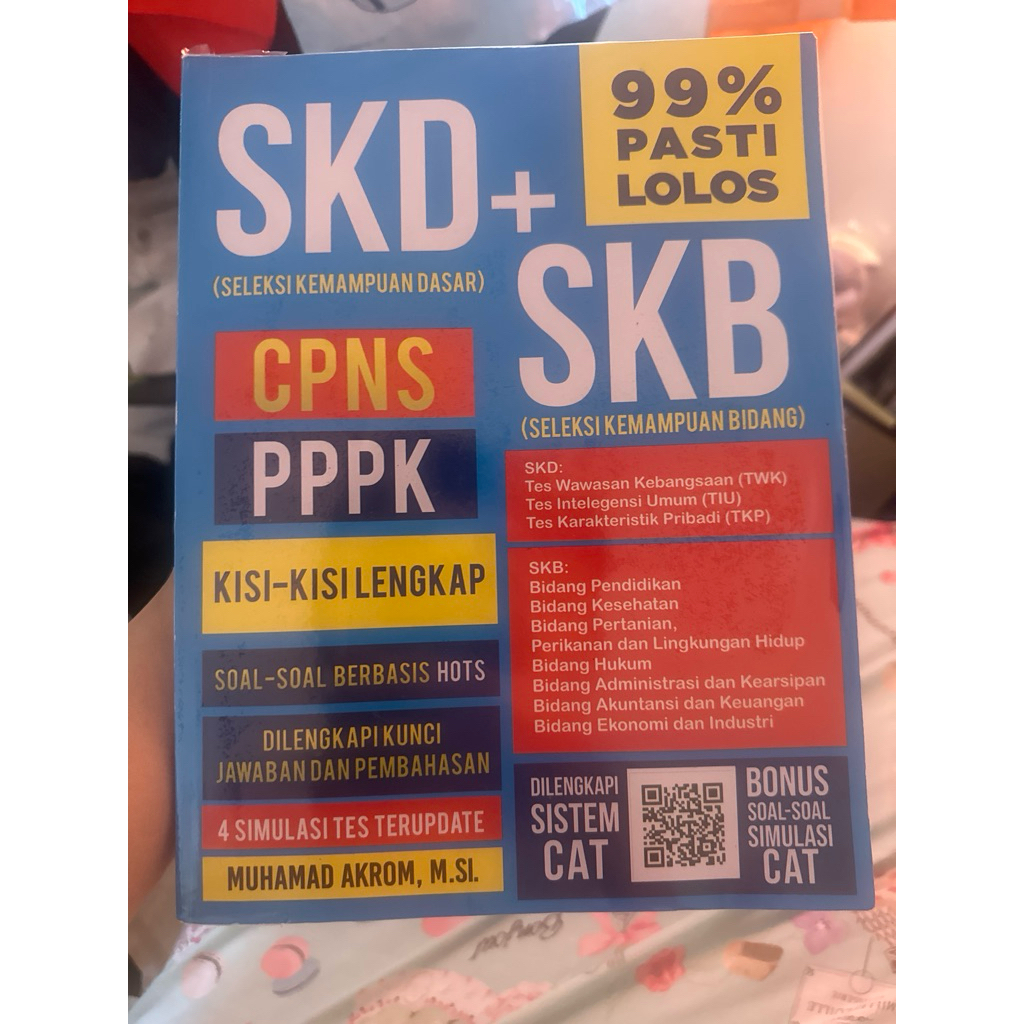 99%
PASTI
LOLOS
SKD+
SKB
(SELEKSI KEMAMPUAN DASAR)
(SELEKSI KEMAMPUAN BIDANG)
CPNS
PPPK
KISI-KISI LENGKAP
SOAL-SOAL BERBASIS HOTS
DILENGKAPI KUNCI
JAWABAN DAN PEMBAHASAN
4 SIMULASI TES TERUPDATE
MUHAMAD AKROM, M.SI.
SKD:
Tes Wawasan Kebangsaan (TWK)
Tes Intelegensi Umum (TIU)
Tes Karakteristik Pribadi (TKP)
SKB:
Bidang Pendidikan
Bidang Kesehatan
Bidang Pertanian,
Perikanan dan Lingkungan Hidup
Bidang Hukum
Bidang Administrasi dan Kearsipan
Bidang Akuntansi dan Keuangan
Bidang Ekonomi dan Industri
DILENGKAPI
SISTEM
CAT
BONUS
SOAL-SOAL
SIMULASI
CAT
Bonjour